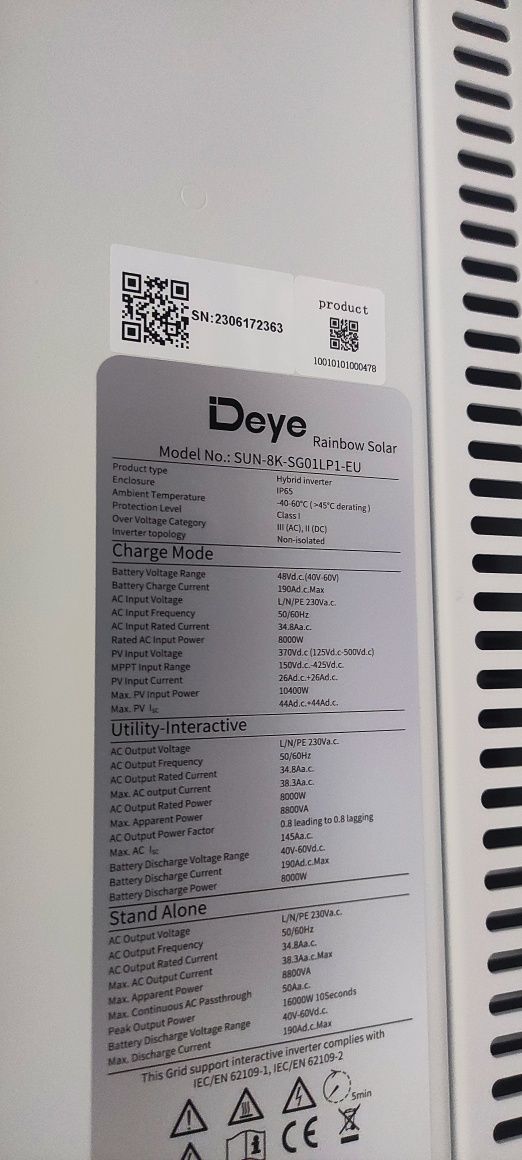 SN:2306172363
product
10010101000478
Deye
Rainbow Solar
Model No.: SUN-8K-SG01LP1-EU
Product type Hybrid inverter
Enclosure IP65
Ambient Temperature -40-60℃ ( >45℃ derating )
Protection Level Class I
Over Voltage Category III (AC), II (DC)
Inverter topology Non-isolated
Charge Mode
Battery Voltage Range 48Vd.c.(40V-60V)
Battery Charge Current 190Ad.c.Max
AC Input Voltage L/N/PE 230Va.c.
AC Input Frequency 50/60Hz
AC Input Rated Current 34.8Aa.c.
Rated AC Input Power 8000W
PV Input Voltage 370Vd.c (125Vd.c-500Vd.c)
MPPT Input Range 150Vd.c.-425Vd.c.
PV Input Current 26Ad.c+26Ad.c.
Max. PV Input Power 10400W
Max. PV Isc 44Ad.c+44Ad.c.
Utility-Interactive
AC Output Voltage L/N/PE 230Va.c.
AC Output Frequency 50/60Hz
AC Output Rated Current 34.8Aa.c.
Max. AC output Current 38.3Aa.c.
AC Output Rated Power 8000W
Max. Apparent Power 8800VA
AC Output Power Factor 0.8 leading to 0.8 lagging
Max. AC Isc 145Aa.c.
Battery Discharge Voltage Range 40V-60Vd.c.
Battery Discharge Current 190Ad.c.Max
Battery Discharge Power 8000W
Stand Alone
AC Output Voltage L/N/PE 230Va.c.
AC Output Frequency 50/60Hz
AC Output Rated Current 34.8Aa.c.
Max. AC Output Current 38.3Aa.c.Max
Max. Apparent Power 8800VA
Max. Continuous AC Passthrough 50Aa.c.
Peak Output Power 16000W 10Seconds
Battery Discharge Voltage Range 40V-60Vd.c.
Max. Discharge Current 190Ad.c.Max
This Grid support interactive inverter complies with
IEC/EN 62109-1, IEC/EN 62109-2
5min
CE